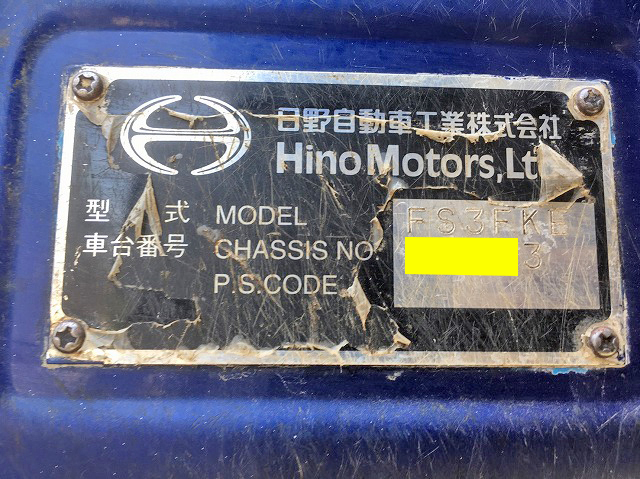 日野自動車工業株式会社
Hino Motors, Lt
型式 MODEL FS3FKE
車台番号 CHASSIS NO. 3
P.S.CODE